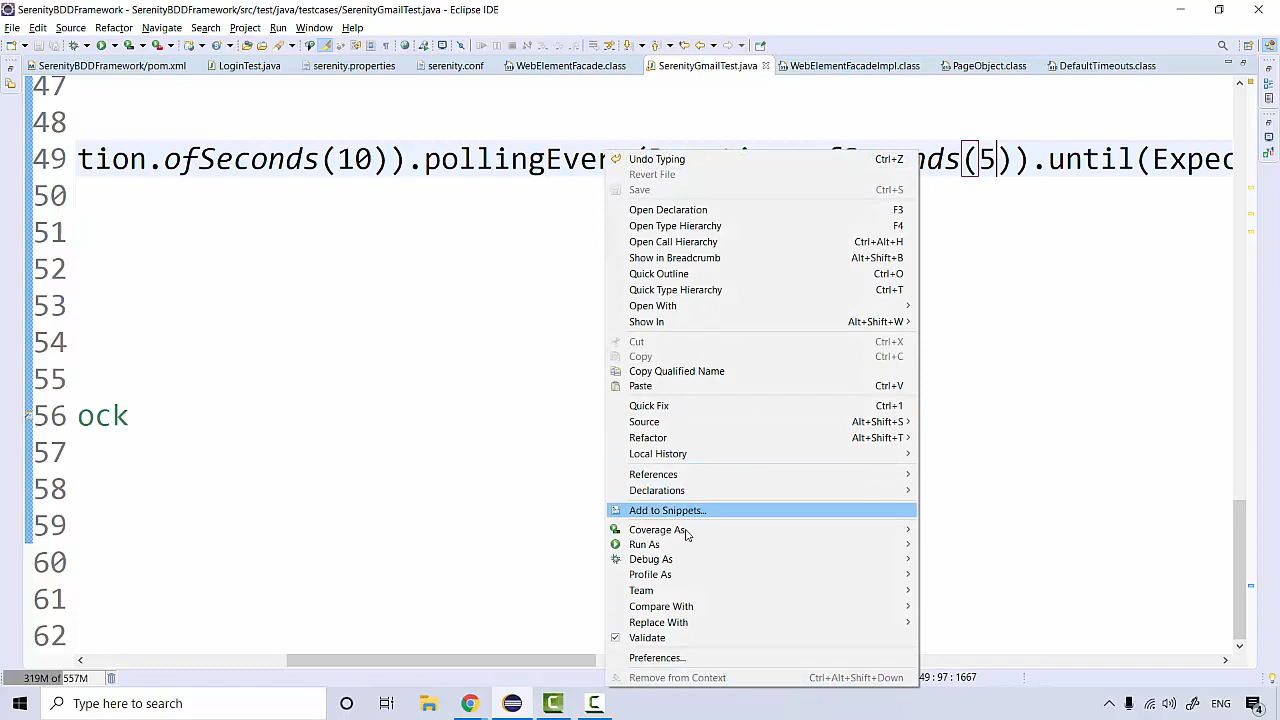 SerenityBDDFramework - SerenityBDDFramework/src/test/java/testcases/SerenityGmailTest.java - Eclipse IDE
File Edit Source Refactor Navigate Search Project Run Window Help
SerenityBDDFramework/pom.xml LoginTest.java serenity.properties serenity.conf WebElementFacade.class SerenityGmailTest.java WebElementFacadeImpl.class PageObject.class DefaultTimeouts.class
47
48
49 tion.ofSeconds(10)).pollingEver onds(5)).until(Expec
50
51
52
53
54
55
56 ock
57
58
59
60
61
62
Undo Typing Ctrl+Z
Revert File
Save Ctrl+S
Open Declaration F3
Open Type Hierarchy F4
Open Call Hierarchy Ctrl+Alt+H
Show in Breadcrumb Alt+Shift+B
Quick Outline Ctrl+O
Quick Type Hierarchy Ctrl+T
Open With
Show In Alt+Shift+W
Cut Ctrl+X
Copy Ctrl+C
Copy Qualified Name
Paste Ctrl+V
Quick Fix Ctrl+1
Source Alt+Shift+S
Refactor Alt+Shift+T
Local History
References
Declarations
Add to Snippets...
Coverage As
Run As
Debug As
Profile As
Team
Compare With
Replace With
Validate
Preferences...
Remove from Context Ctrl+Alt+Shift+Down
319M of 557M 49 : 97 : 1667
Type here to search ENG 4